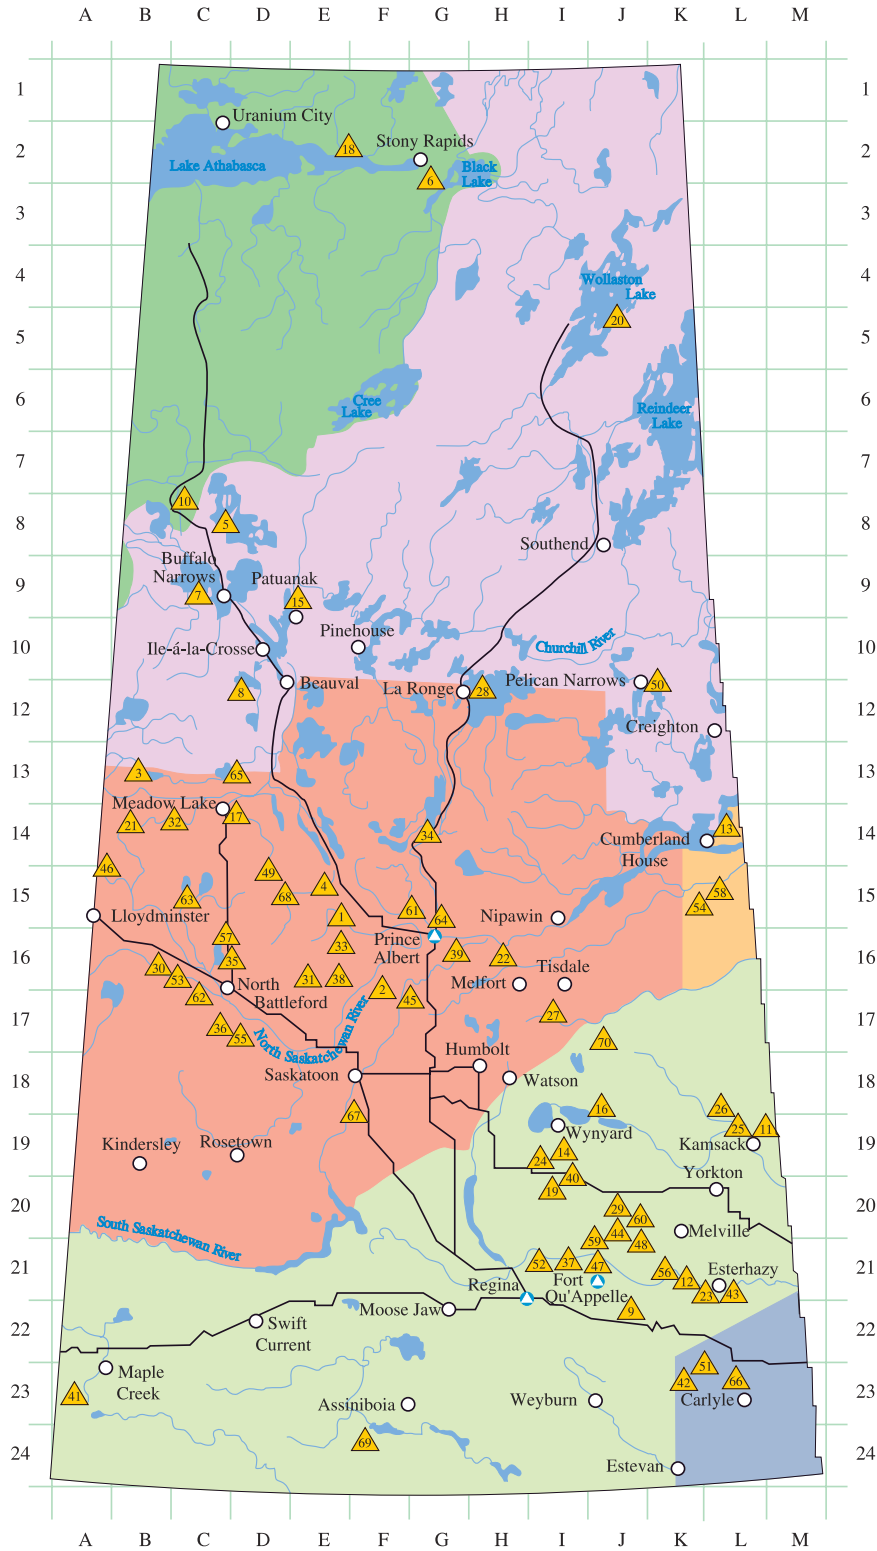 A B C D E F G H I J K L M
1 1
Uranium City
Stony Rapids
2 18 2
Lake Athabasca
Black
Lake
6
3 3
4 4
Wollaston
Lake
20
5 5
6 6
Cree
Lake
Reindeer
Lake
7 7
10
8 5 8
Southend
Buffalo
Narrows
Patuanak
9 7 15 9
Pinehouse
10 10
Ile-á-la-Crosse
Churchill River
Beauval
La Ronge
Pelican Narrows
8 28 50
12 12
Creighton
13 3 65 13
Meadow Lake
21 32 17 13
14 34 14
Cumberland
House
46 49
4 58
15 63 68 15
54
Lloydminster
1 61 64
Nipawin
57 33
Prince
Albert
39 22
16 35 16
30 53 31 38
Melfort
Tisdale
North
Battleford
62 2 45
17 27 17
36 55
North Saskatchewan River
70
Humbolt
18 18
Saskatoon
Watson
67 16 26
25 11
Wynyard
19 19
Kindersley
Rosetown
Kamsack
24 14
Yorkton
19 40
20 29 60 20
Melville
South Saskatchewan River
59 44 48
52 37 47
21 56 12 21
Esterhazy
Regina
Fort
Qu'Appelle
23 43
Moose Jaw
9
22 22
Swift
Current
51
Maple
Creek
42 66
23 41 23
Assiniboia
Weyburn
Carlyle
69
24 24
Estevan
A B C D E F G H I J K L M